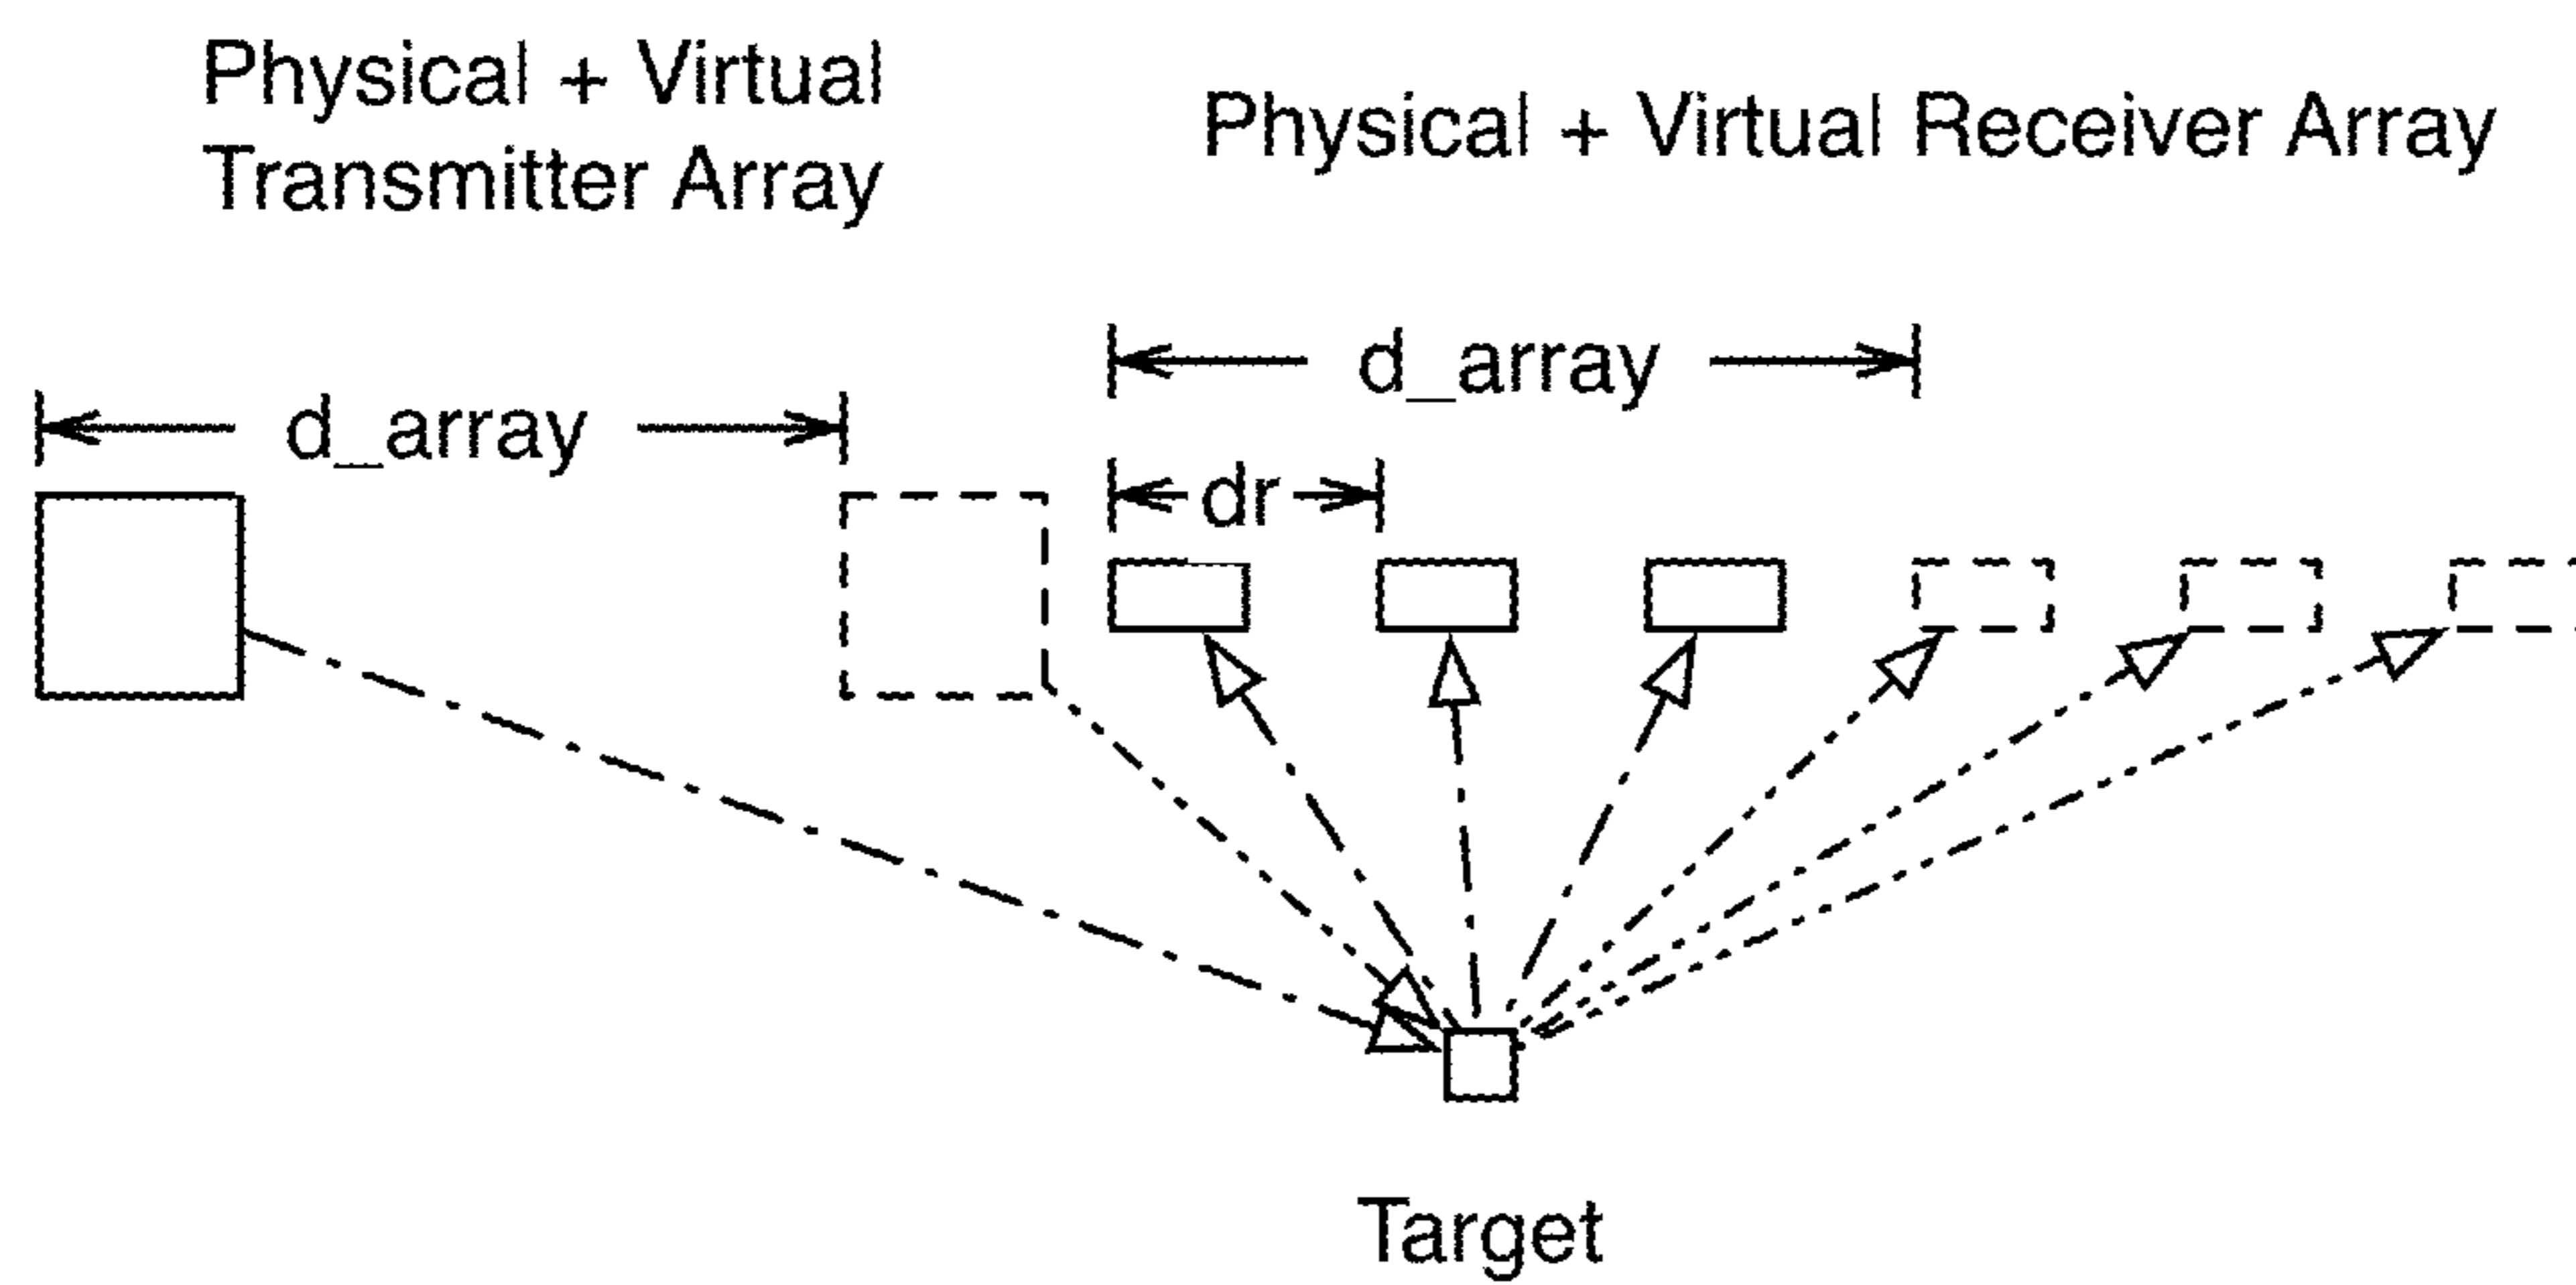 Physical + Virtual
Transmitter Array
Physical + Virtual Receiver Array
d_array
d_array
dr
Target